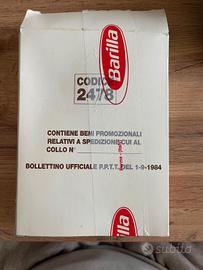 Barilla
CODICE
2478
CONTIENE BENI PROMOZIONALI
RELATIVI A SPEDIZIONE CUI AL
COLLO N°
BOLLETTINO UFFICIALE P.P.T.T. DEL 1-9-1984
Barilla
subito